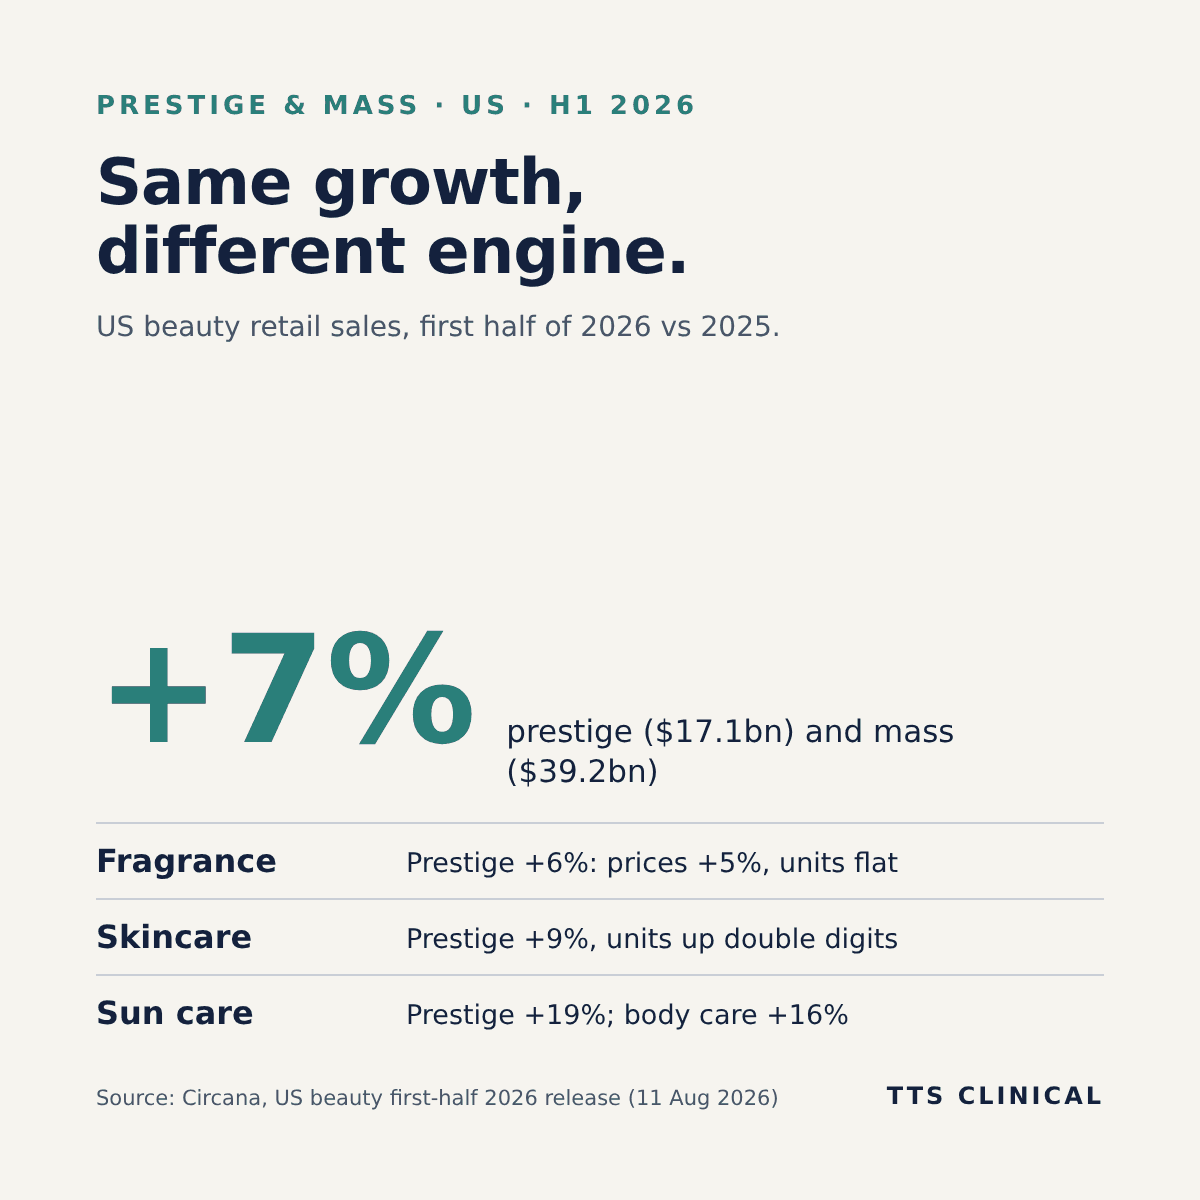 PRESTIGE & MASS · US · H1 2026
Same growth,
different engine.
US beauty retail sales, first half of 2026 vs 2025.
+7% prestige ($17.1bn) and mass
($39.2bn)
Fragrance Prestige +6%: prices +5%, units flat
Skincare Prestige +9%, units up double digits
Sun care Prestige +19%; body care +16%
Source: Circana, US beauty first-half 2026 release (11 Aug 2026) TTS CLINICAL